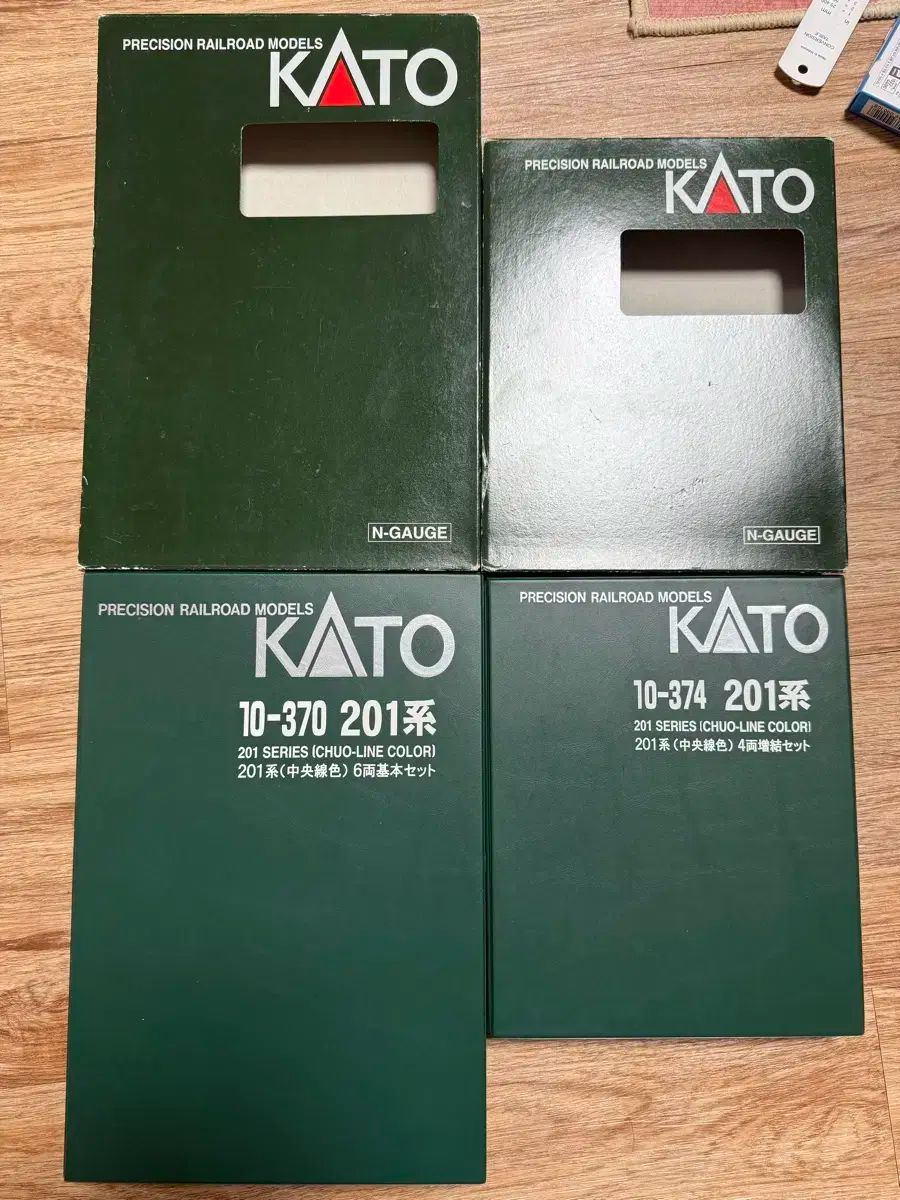 PRECISION RAILROAD MODELS
KATO
N-GAUGE
PRECISION RAILROAD MODELS
KATO
N-GAUGE
PRECISION RAILROAD MODELS
KATO
10-370 201系
201 SERIES (CHUO-LINE COLOR)
201系(中央線色) 6両基本セット
PRECISION RAILROAD MODELS
KATO
10-374 201系
201 SERIES (CHUO-LINE COLOR)
201系(中央線色) 4両増結セット
CONVERSION
TABLE